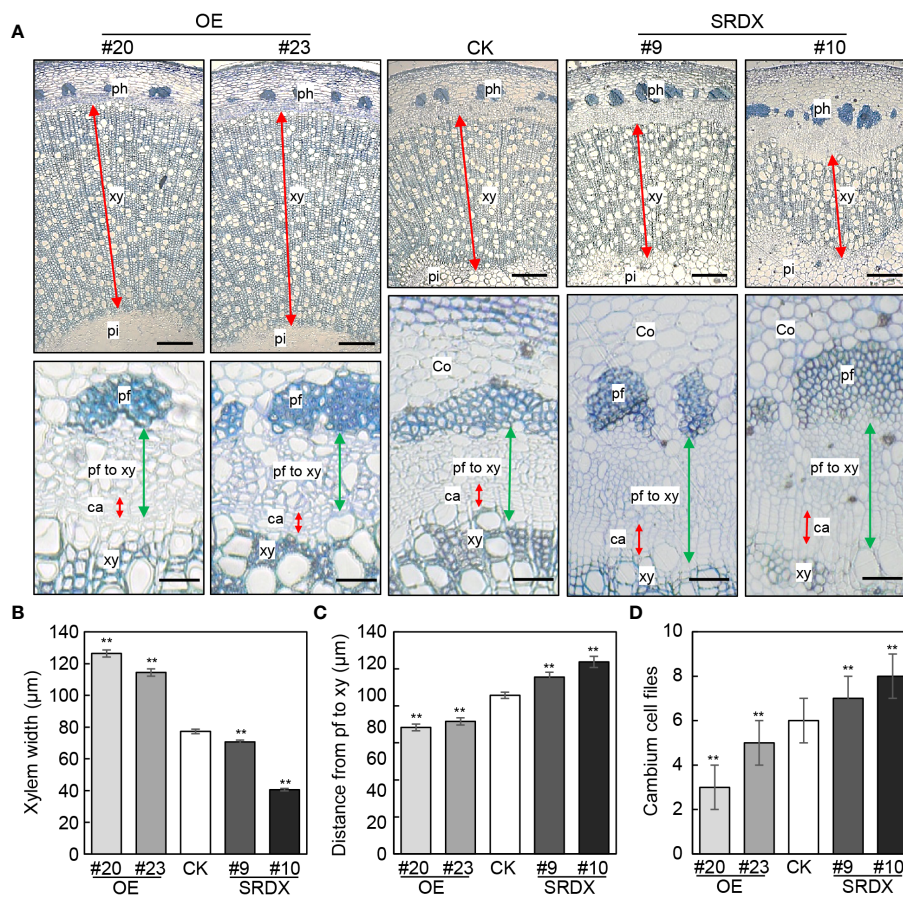 A
OE
SRDX
#20
#23
CK
#9
#10
ph
ph
ph
ph
ph
xy
xy
xy
xy
xy
pi
pi
pi
pi
pi
Co
Co
Co
pf
pf
pf
pf
pf to xy
pf to xy
pf to xy
pf to xy
pf to xy
ca
ca
ca
ca
ca
xy
xy
xy
xy
xy
B
Xylem width (µm)
140
120
100
80
60
40
20
0
** ** ** **
#20 #23 CK #9 #10
OE SRDX
C
Distance from pf to xy (µm)
140
120
100
80
60
40
20
0
** ** ** **
#20 #23 CK #9 #10
OE SRDX
D
Cambium cell files
10
8
6
4
2
0
** ** ** **
#20 #23 CK #9 #10
OE SRDX